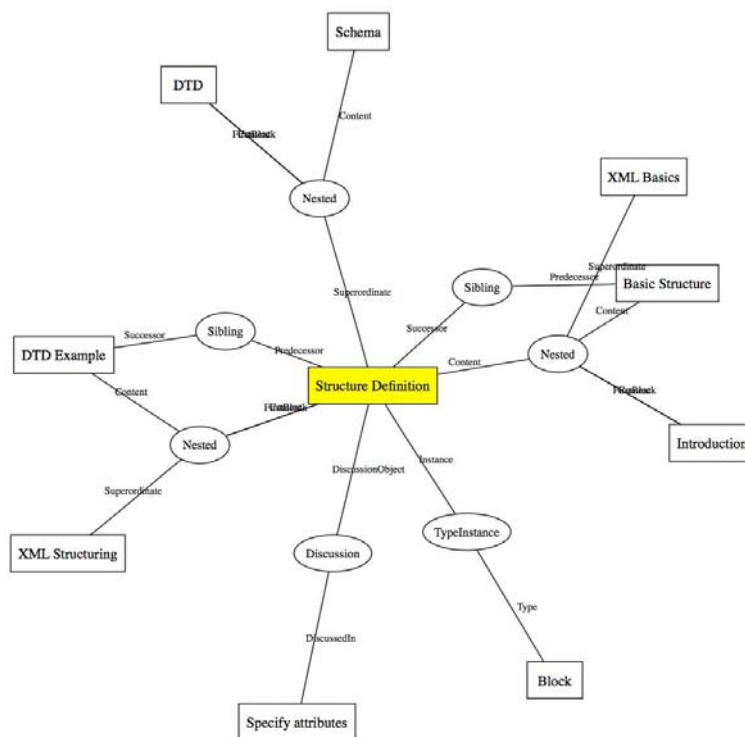 Schema
DTD
Content
Nested
XML Basics
Superordinate
Predecessor
Basic Structure
Sibling
Superordinate
Content
Successor
Sibling
Successor
Predecessor
DTD Example
Content
Nested
Structure Definition
Content
Introduction
Nested
Instance
DiscussionObject
Superordinate
TypeInstance
XML Structuring
Discussion
Type
DiscussedIn
Block
Specify attributes